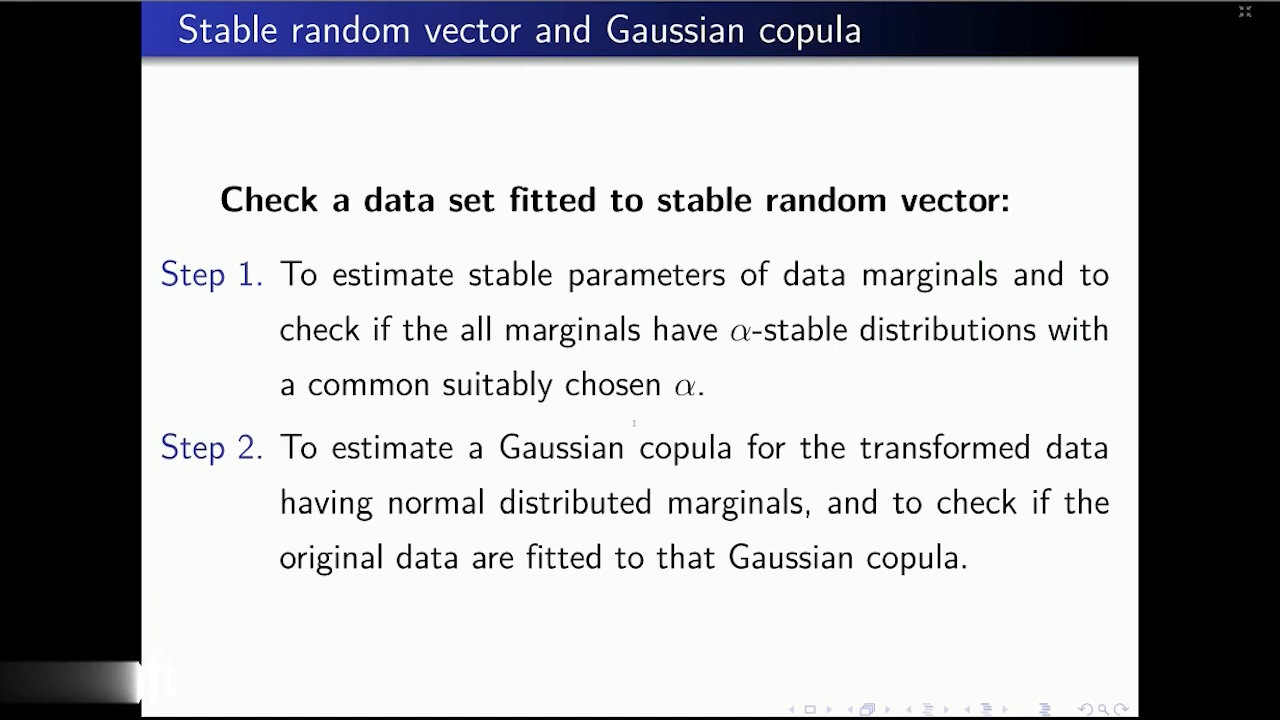 Stable random vector and Gaussian copula
Check a data set fitted to stable random vector:
Step 1. To estimate stable parameters of data marginals and to
check if the all marginals have α-stable distributions with
a common suitably chosen α.
Step 2. To estimate a Gaussian copula for the transformed data
having normal distributed marginals, and to check if the
original data are fitted to that Gaussian copula.